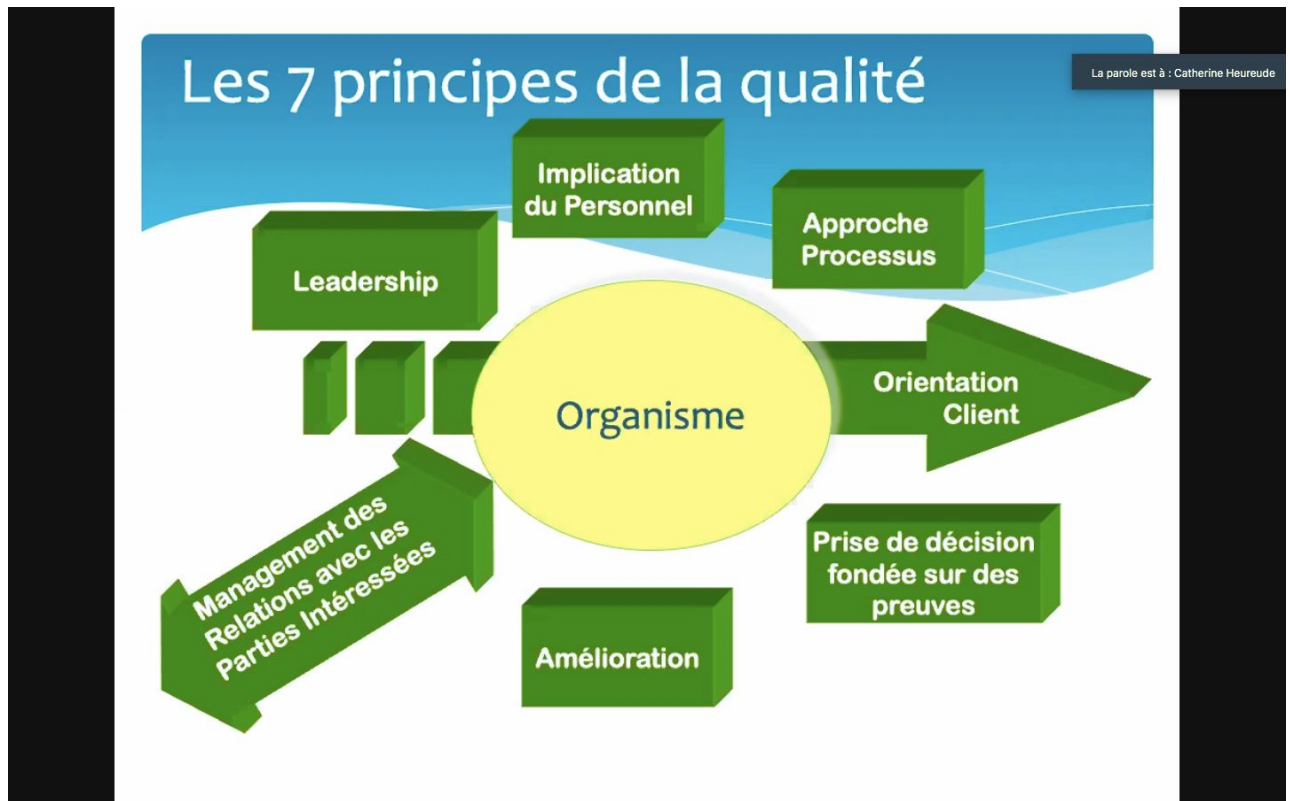 Les 7 principes de la qualité
La parole est à : Catherine Heureude
Implication
du Personnel
Approche
Processus
Leadership
Orientation
Client
Organisme
Management des
Relations avec les
Parties Intéressées
Prise de décision
fondée sur des
preuves
Amélioration